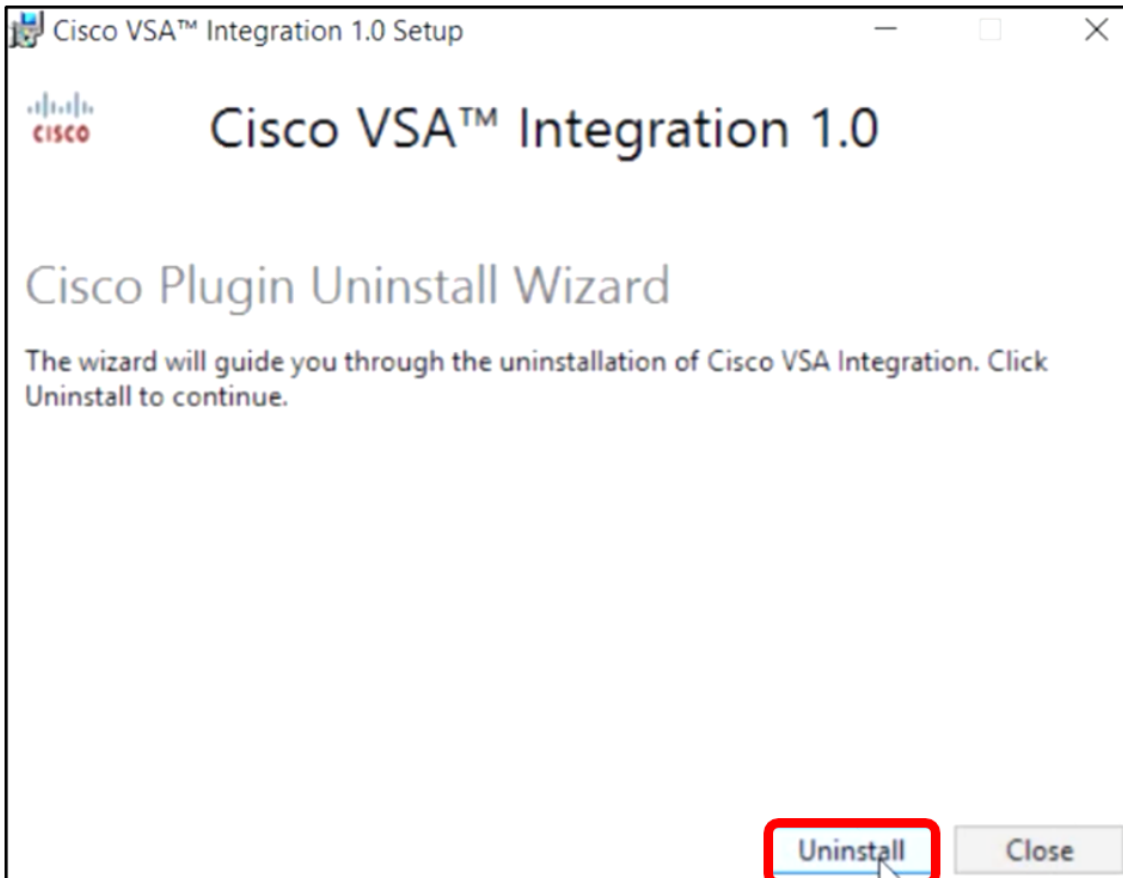 Cisco VSA™ Integration 1.0 Setup
CISCO
Cisco VSA™ Integration 1.0
Cisco Plugin Uninstall Wizard
The wizard will guide you through the uninstallation of Cisco VSA Integration. Click
Uninstall to continue.
Uninstall
Close